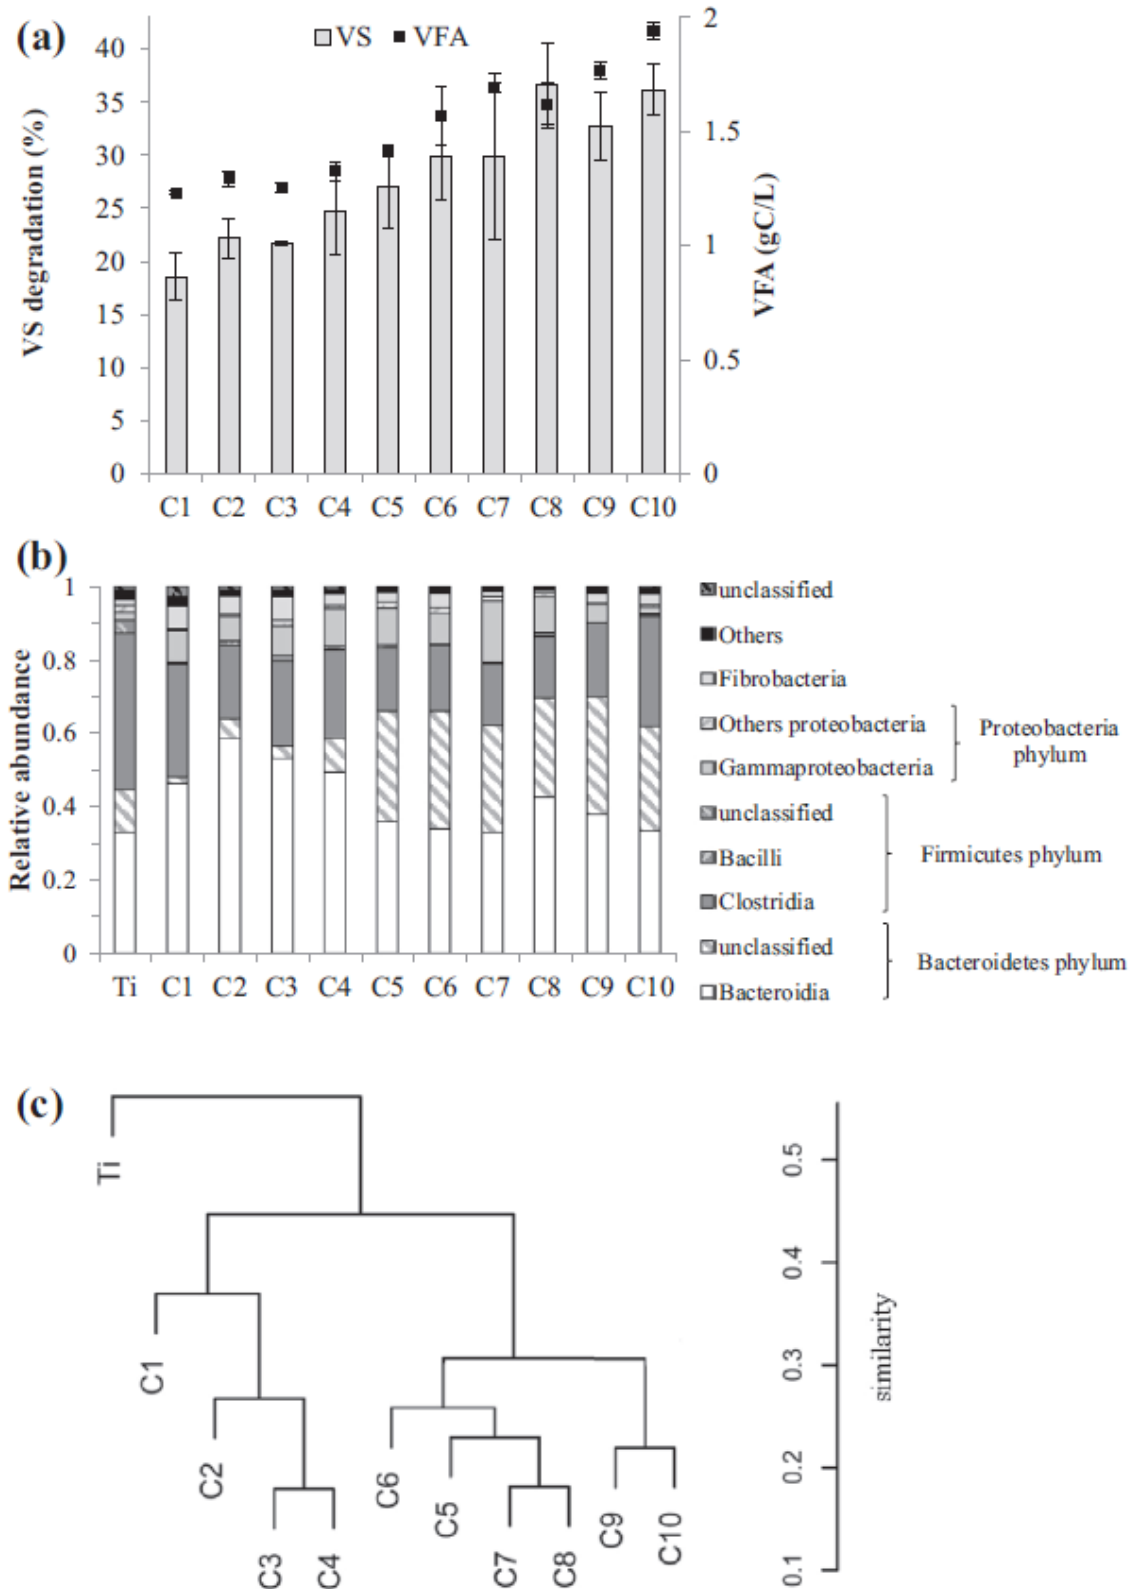 (a)
VS VFA
VS degradation (%)
40
35
30
25
20
15
10
5
0
2
1.5
1
0.5
0
VFA (gC/L)
C1 C2 C3 C4 C5 C6 C7 C8 C9 C10
(b)
Relative abundance
1
0.8
0.6
0.4
0.2
0
Ti C1 C2 C3 C4 C5 C6 C7 C8 C9 C10
unclassified
Others
Fibrobacteria
Others proteobacteria
Gammaproteobacteria
Proteobacteria
phylum
unclassified
Bacilli
Clostridia
Firmicutes phylum
unclassified
Bacteroidia
Bacteroidetes phylum
(c)
Ti
C1
C2
C3
C4
C6
C5
C7
C8
C9
C10
0.5
0.4
0.3
0.2
0.1
similarity